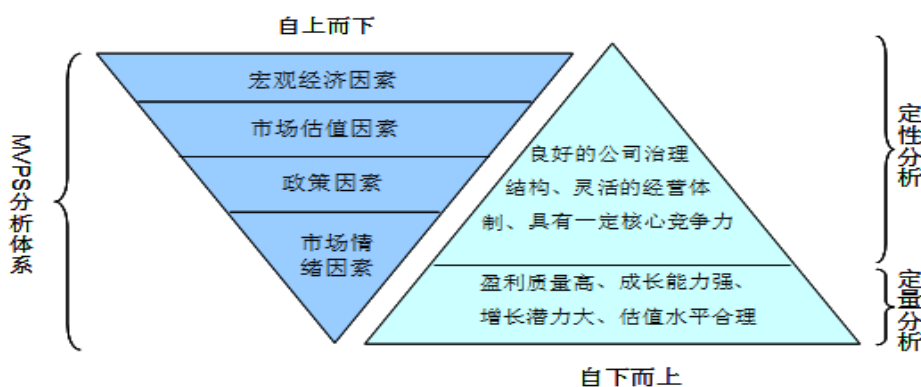 自上而下
MVPS分析体系
宏观经济因素
市场估值因素
政策因素
市场情
绪因素
良好的公司治理
结构、灵活的经营体
制、具有一定核心竞争力
盈利质量高、成长能力强、
增长潜力大、估值水平合理
定性分析
定量分析
自下而上